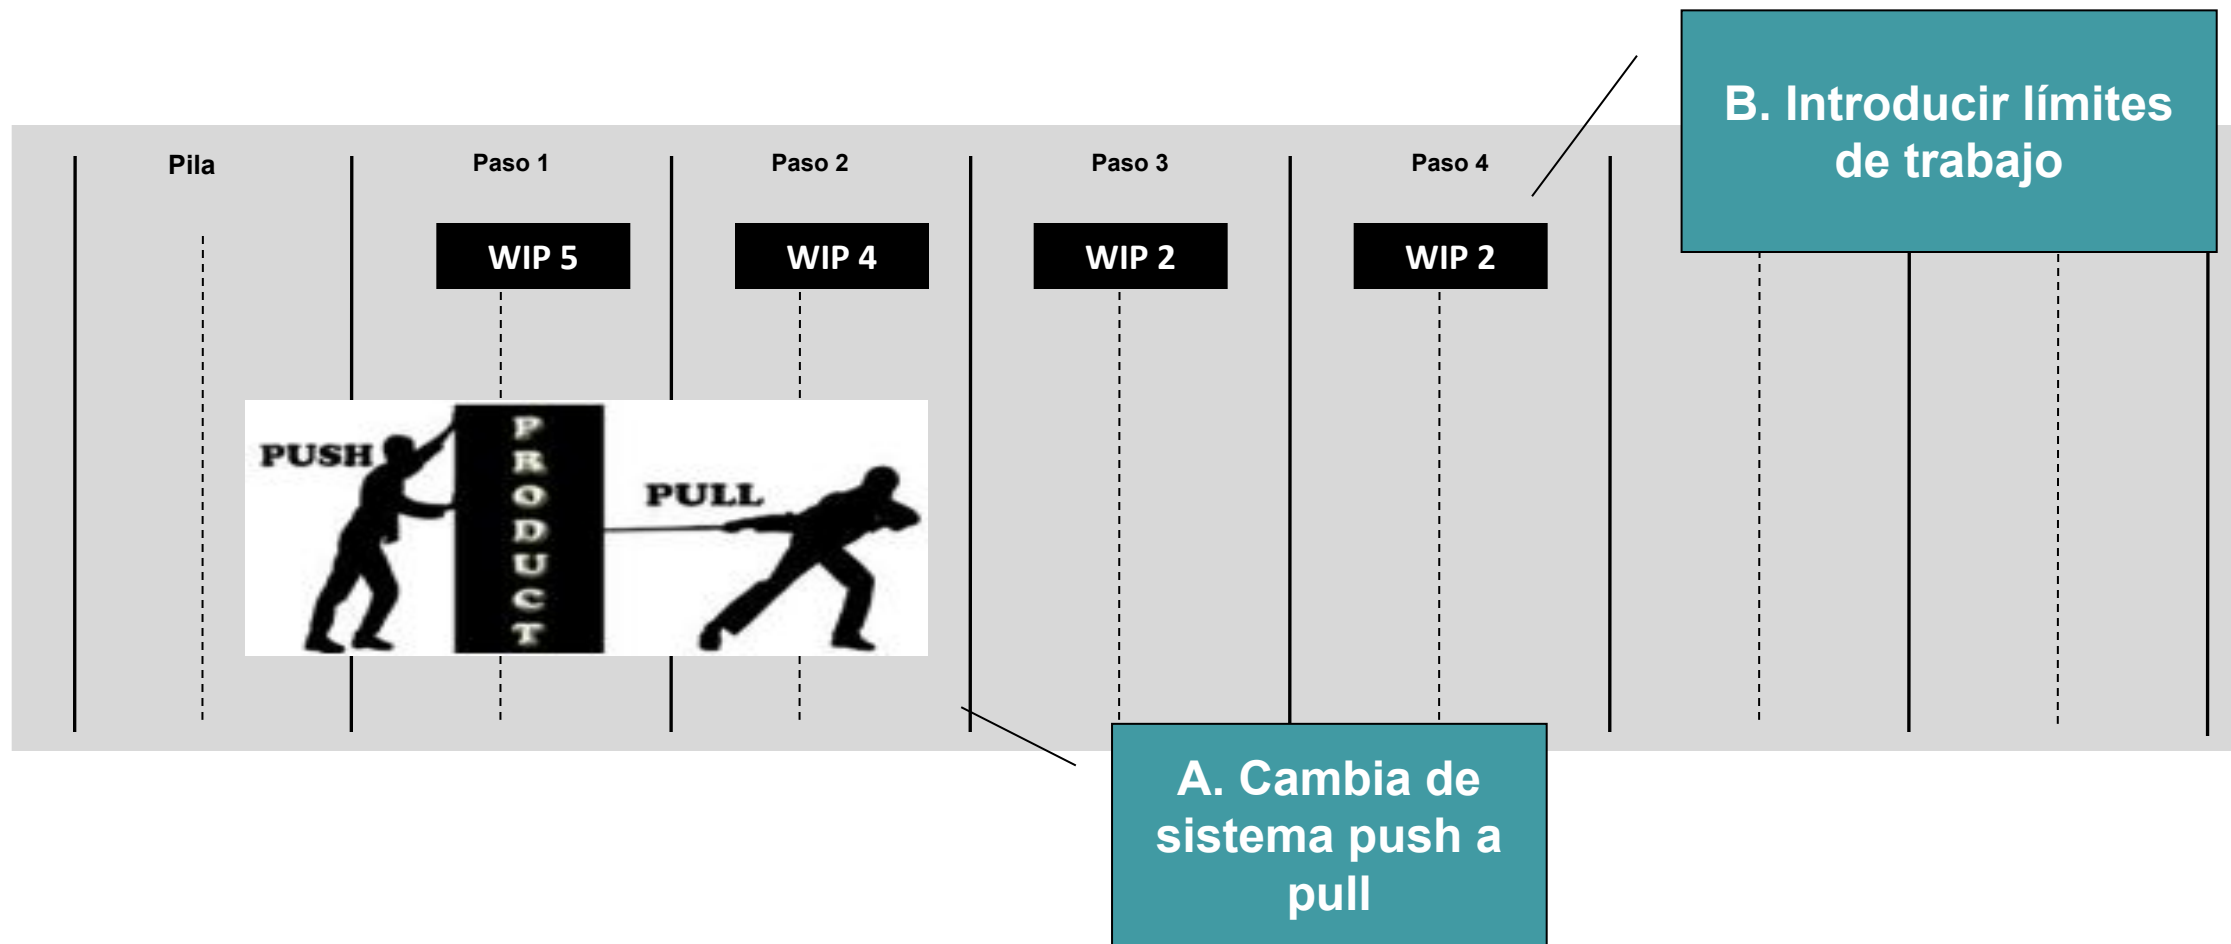 B. Introducir límites
de trabajo
Pila
Paso 1
Paso 2
Paso 3
Paso 4
WIP 5
WIP 4
WIP 2
WIP 2
PUSH
PRODUCT
PULL
A. Cambia de
sistema push a
pull